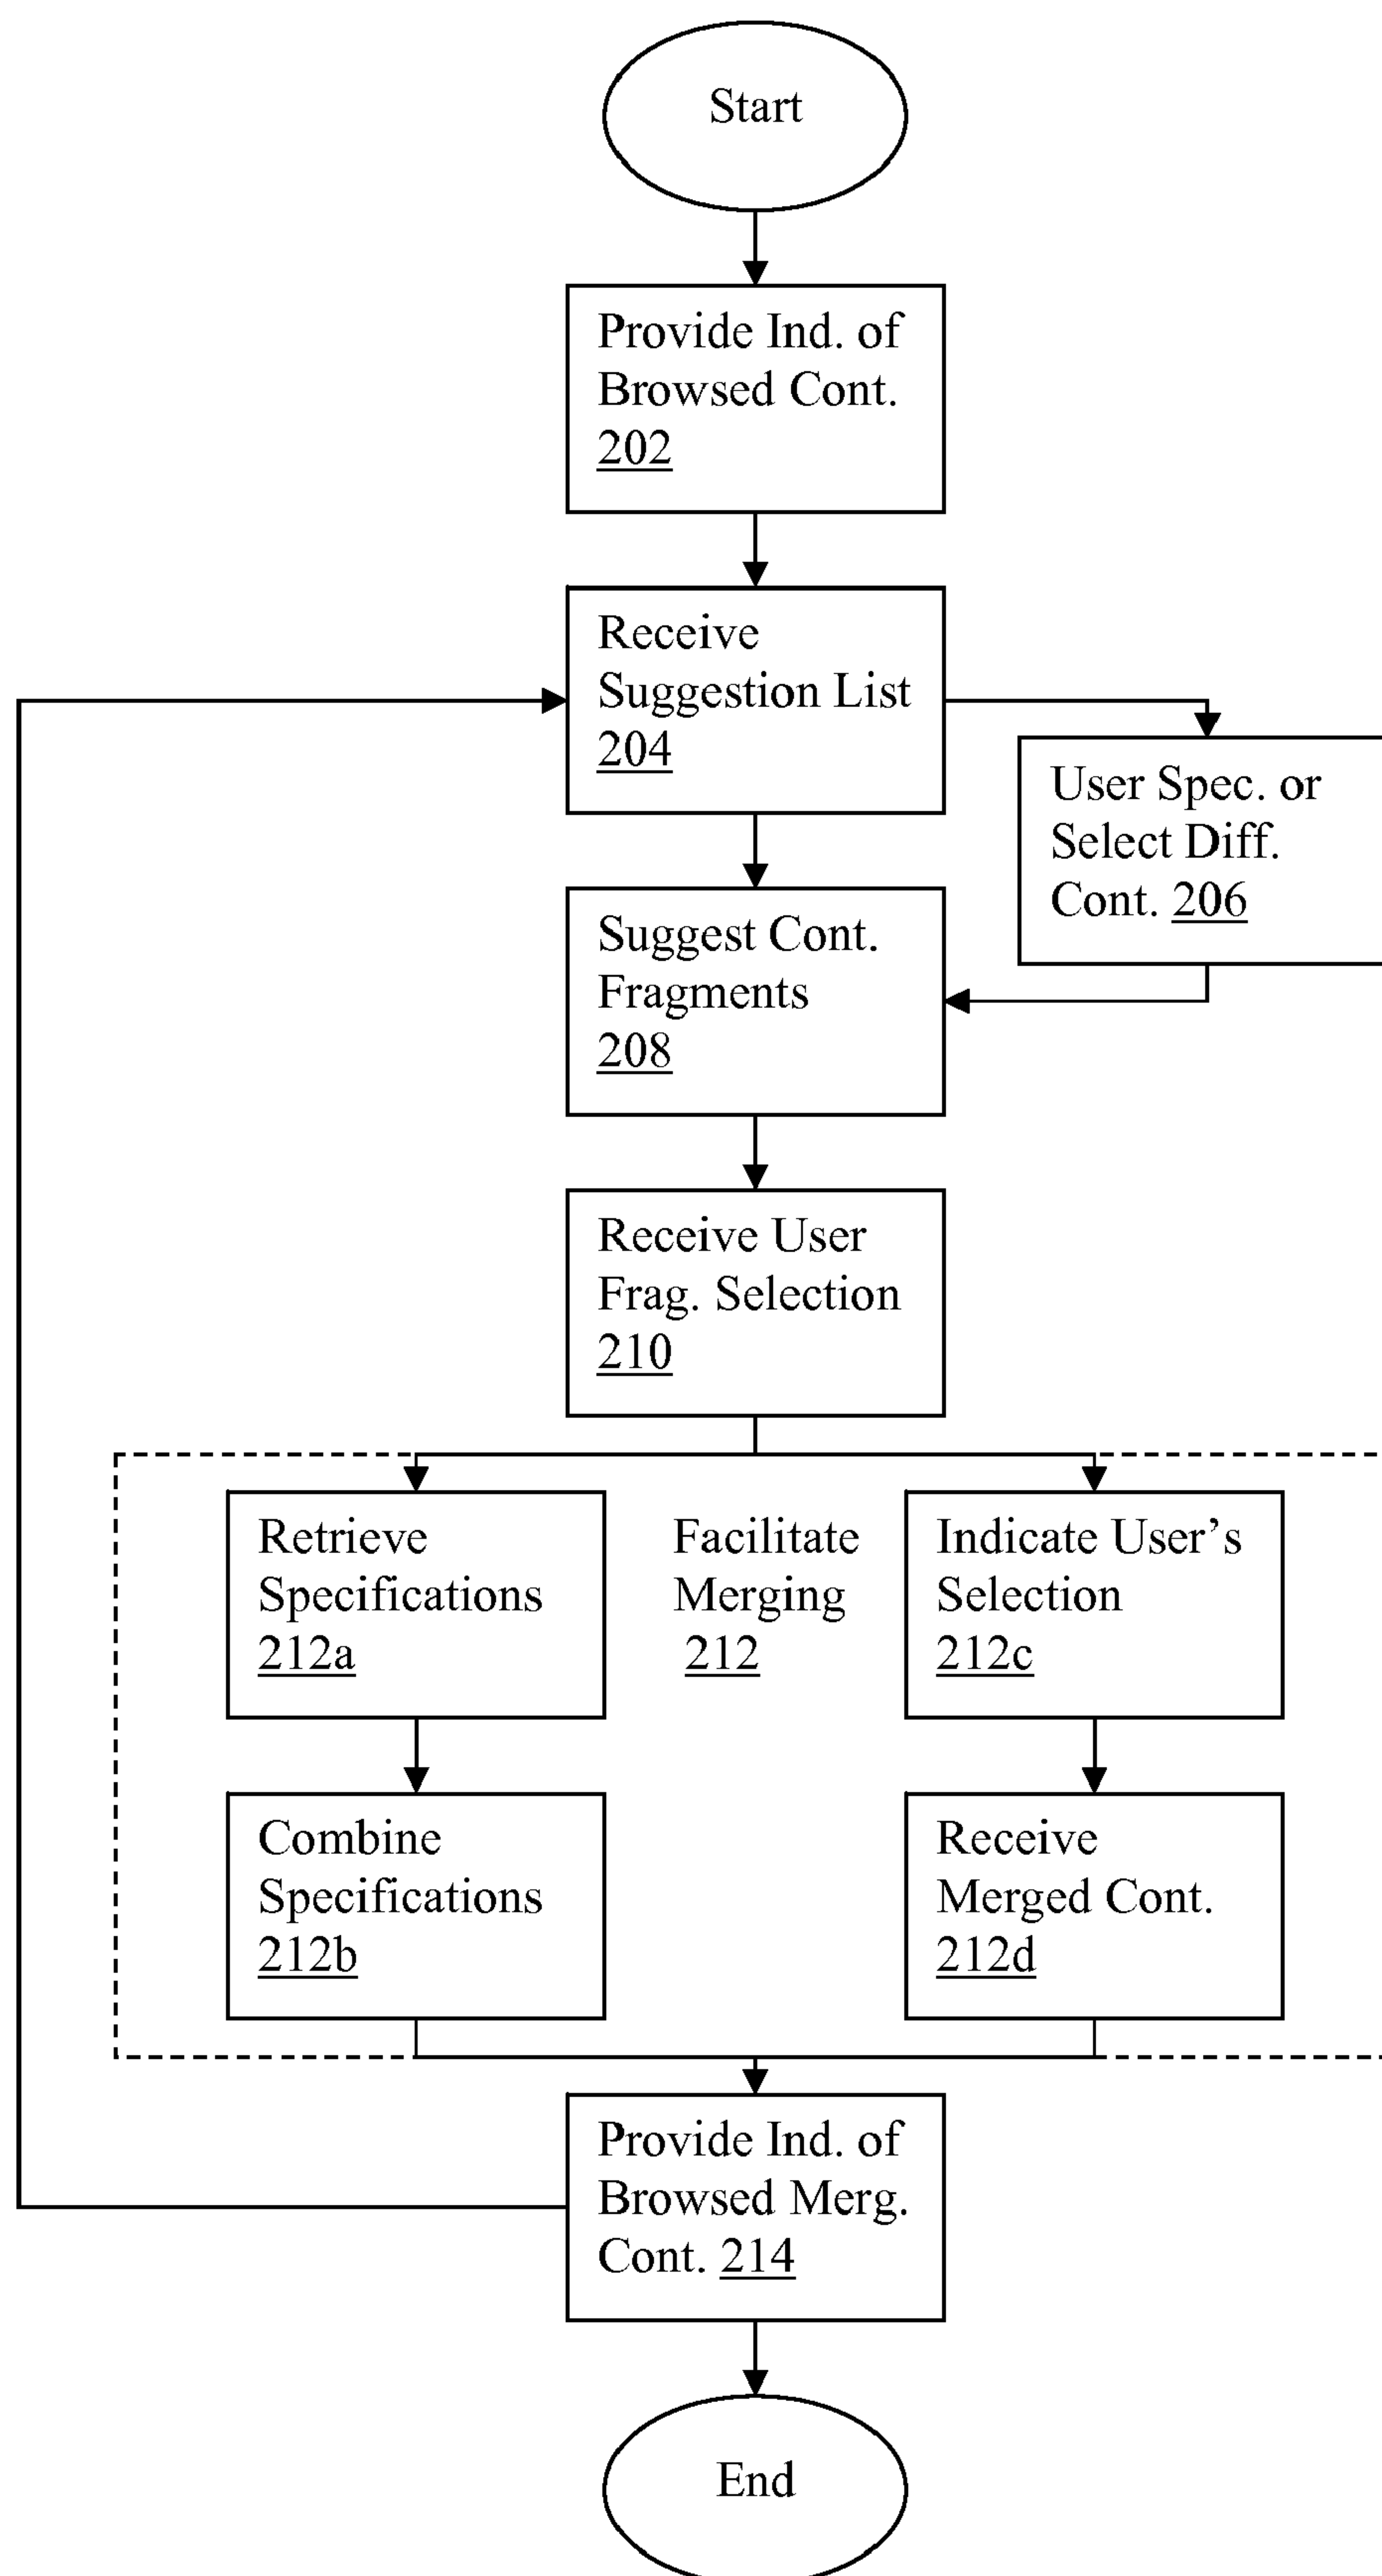 Start
Provide Ind. of
Browsed Cont.
202
Receive
Suggestion List
204
User Spec. or
Select Diff.
Cont. 206
Suggest Cont.
Fragments
208
Receive User
Frag. Selection
210
Retrieve
Specifications
212a
Facilitate
Merging
212
Indicate User’s
Selection
212c
Combine
Specifications
212b
Receive
Merged Cont.
212d
Provide Ind. of
Browsed Merg.
Cont. 214
End